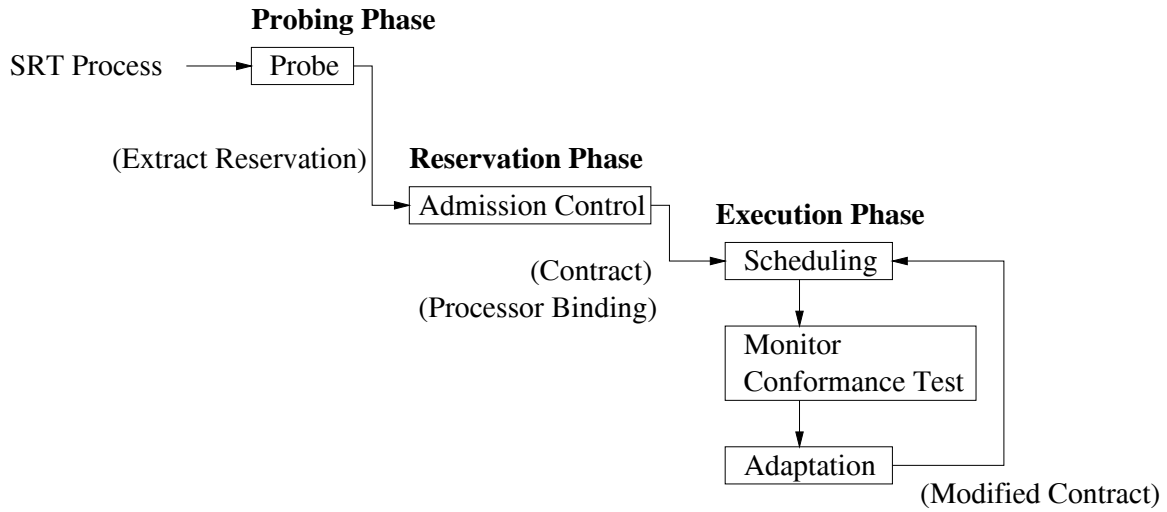 Probing Phase
SRT Process
Probe
(Extract Reservation)
Reservation Phase
Admission Control
Execution Phase
Scheduling
(Contract)
(Processor Binding)
Monitor
Conformance Test
Adaptation
(Modified Contract)